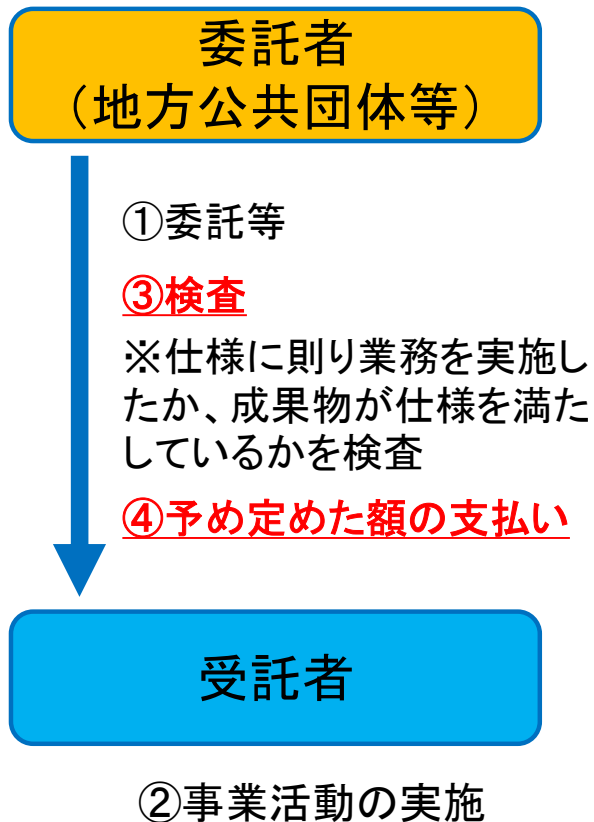 委託者
（地方公共団体等）
①委託等
③検査
※仕様に則り業務を実施し
たか、成果物が仕様を満た
しているかを検査
④予め定めた額の支払い
受託者
②事業活動の実施